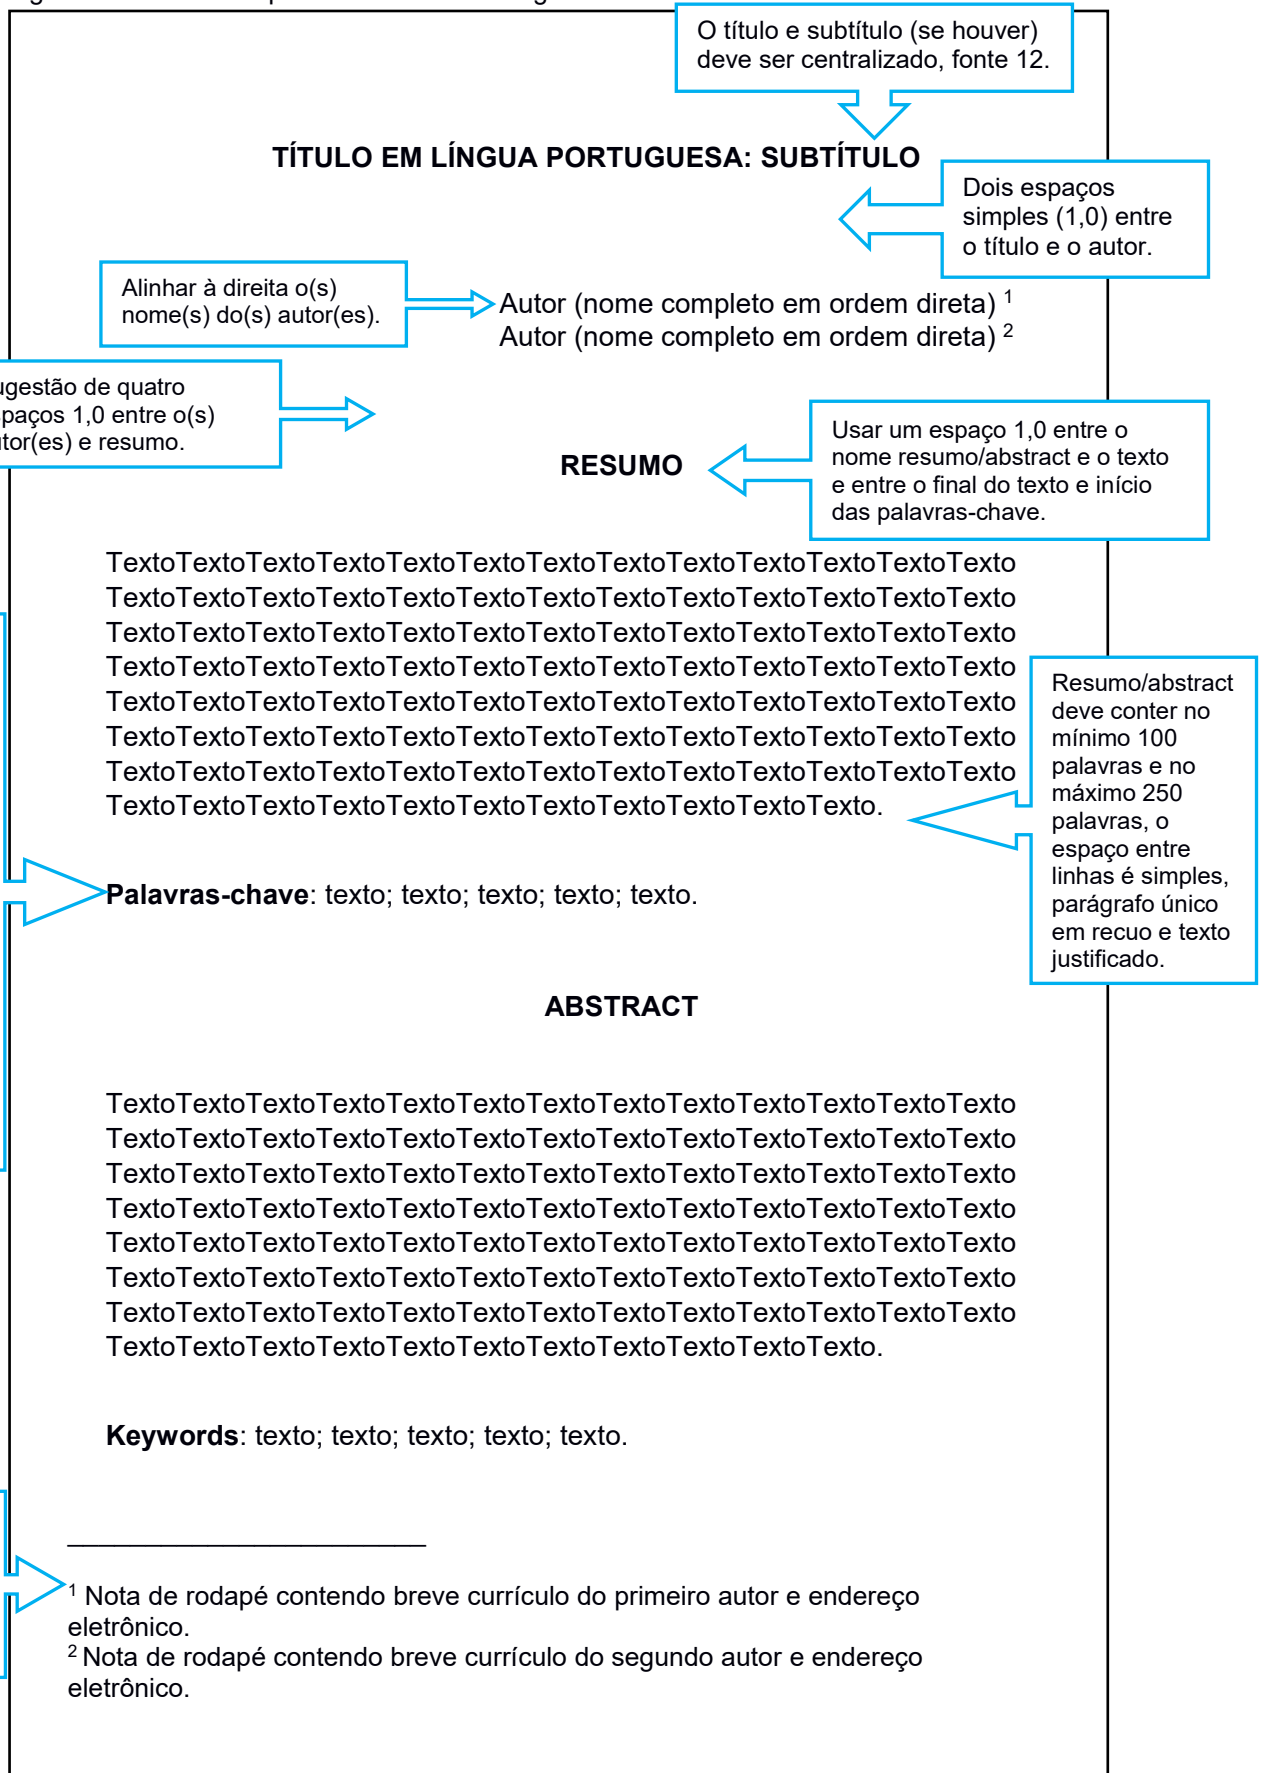 O título e subtítulo (se houver)
deve ser centralizado, fonte 12.
TÍTULO EM LÍNGUA PORTUGUESA: SUBTÍTULO
Dois espaços
simples (1,0) entre
o título e o autor.
Alinhar à direita o(s)
nome(s) do(s) autor(es).
Autor (nome completo em ordem direta) 1
Autor (nome completo em ordem direta) 2
ugestão de quatro
paços 1,0 entre o(s)
tor(es) e resumo.
RESUMO
Usar um espaço 1,0 entre o
nome resumo/abstract e o texto
e entre o final do texto e início
das palavras-chave.
TextoTextoTextoTextoTextoTextoTextoTextoTextoTextoTextoTextoTexto
TextoTextoTextoTextoTextoTextoTextoTextoTextoTextoTextoTextoTexto
TextoTextoTextoTextoTextoTextoTextoTextoTextoTextoTextoTextoTexto
TextoTextoTextoTextoTextoTextoTextoTextoTextoTextoTextoTextoTexto
TextoTextoTextoTextoTextoTextoTextoTextoTextoTextoTextoTextoTexto
TextoTextoTextoTextoTextoTextoTextoTextoTextoTextoTextoTextoTexto
TextoTextoTextoTextoTextoTextoTextoTextoTextoTextoTextoTextoTexto
TextoTextoTextoTextoTextoTextoTextoTextoTextoTextoTexto.
Resumo/abstract
deve conter no
mínimo 100
palavras e no
máximo 250
palavras, o
espaço entre
linhas é simples,
parágrafo único
em recuo e texto
justificado.
Palavras-chave: texto; texto; texto; texto; texto.
ABSTRACT
TextoTextoTextoTextoTextoTextoTextoTextoTextoTextoTextoTextoTexto
TextoTextoTextoTextoTextoTextoTextoTextoTextoTextoTextoTextoTexto
TextoTextoTextoTextoTextoTextoTextoTextoTextoTextoTextoTextoTexto
TextoTextoTextoTextoTextoTextoTextoTextoTextoTextoTextoTextoTexto
TextoTextoTextoTextoTextoTextoTextoTextoTextoTextoTextoTextoTexto
TextoTextoTextoTextoTextoTextoTextoTextoTextoTextoTextoTextoTexto
TextoTextoTextoTextoTextoTextoTextoTextoTextoTextoTextoTextoTexto
TextoTextoTextoTextoTextoTextoTextoTextoTextoTextoTexto.
Keywords: texto; texto; texto; texto; texto.
1 Nota de rodapé contendo breve currículo do primeiro autor e endereço
eletrônico.
2 Nota de rodapé contendo breve currículo do segundo autor e endereço
eletrônico.